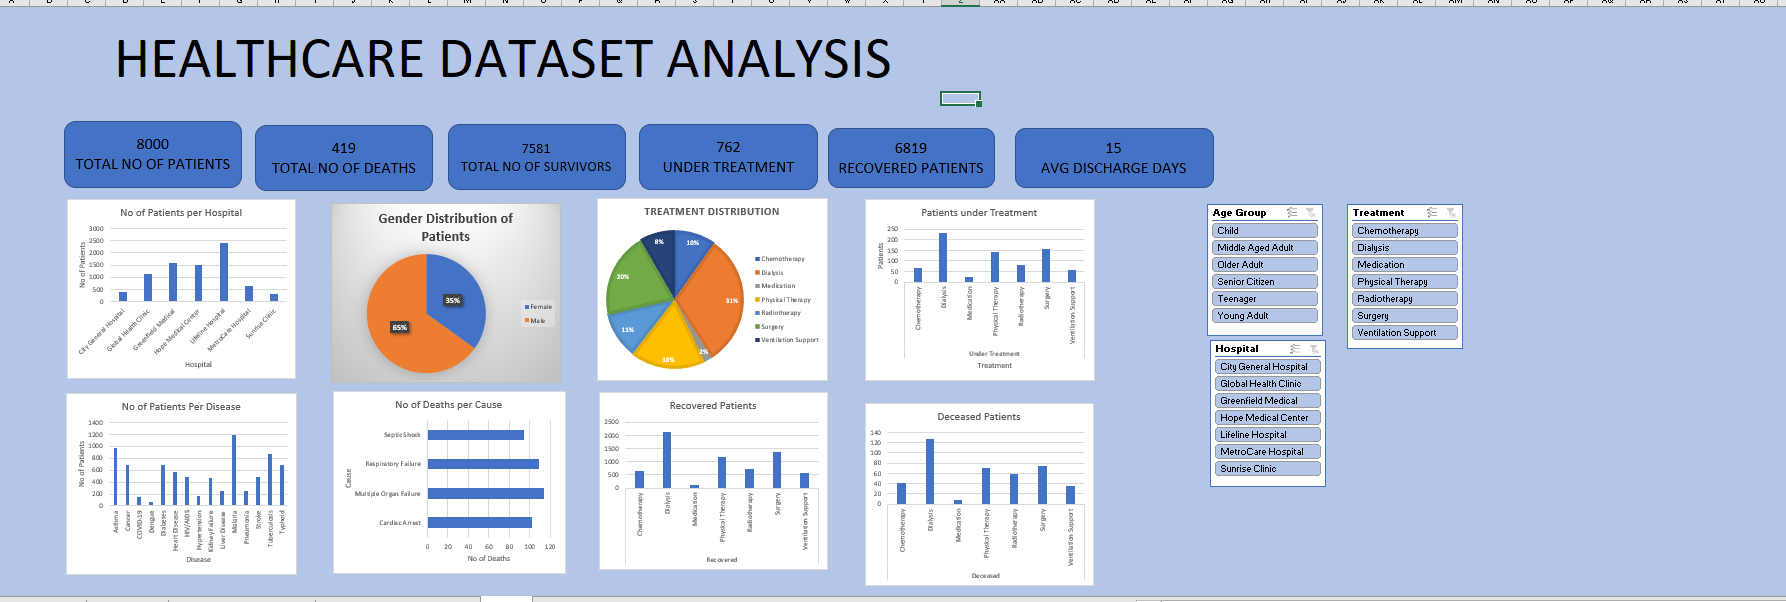 HEALTHCARE DATASET ANALYSIS
8000
TOTAL NO OF PATIENTS
419
TOTAL NO OF DEATHS
7581
TOTAL NO OF SURVIVORS
762
UNDER TREATMENT
6819
RECOVERED PATIENTS
15
AVG DISCHARGE DAYS
No of Patients per Hospital
No of Patients
3000
2500
2000
1500
1000
500
0
City General Hospital
Global Health Clinic
Greenfield Medical
Hope Medical Center
Lifeline Hospital
MetroCare Hospital
Sunrise Clinic
Hospital
Gender Distribution of
Patients
35%
65%
Female
Male
TREATMENT DISTRIBUTION
8%
10%
20%
31%
11%
18%
2%
Chemotherapy
Dialysis
Medication
Physical Therapy
Radiotherapy
Surgery
Ventilation Support
Patients under Treatment
Patients
250
200
150
100
50
0
Chemotherapy
Dialysis
Medication
Physical Therapy
Radiotherapy
Surgery
Ventilation Support
Under Treatment
Treatment
Age Group
Child
Middle Aged Adult
Older Adult
Senior Citizen
Teenager
Young Adult
Treatment
Chemotherapy
Dialysis
Medication
Physical Therapy
Radiotherapy
Surgery
Ventilation Support
Hospital
City General Hospital
Global Health Clinic
Greenfield Medical
Hope Medical Center
Lifeline Hospital
MetroCare Hospital
Sunrise Clinic
No of Patients Per Disease
No of Patients
1400
1200
1000
800
600
400
200
0
Asthma
Cancer
COVID-19
Dengue
Diabetes
Heart Disease
HIV/AIDS
Hypertension
Kidney Failure
Liver Disease
Malaria
Pneumonia
Stroke
Tuberculosis
Typhoid
Disease
No of Deaths per Cause
Cause
Septic Shock
Respiratory Failure
Multiple Organ Failure
Cardiac Arrest
0 20 40 60 80 100 120
No of Deaths
Recovered Patients
2500
2000
1500
1000
500
0
Chemotherapy
Dialysis
Medication
Physical Therapy
Radiotherapy
Surgery
Ventilation Support
Recovered
Deceased Patients
140
120
100
80
60
40
20
0
Chemotherapy
Dialysis
Medication
Physical Therapy
Radiotherapy
Surgery
Ventilation Support
Deceased